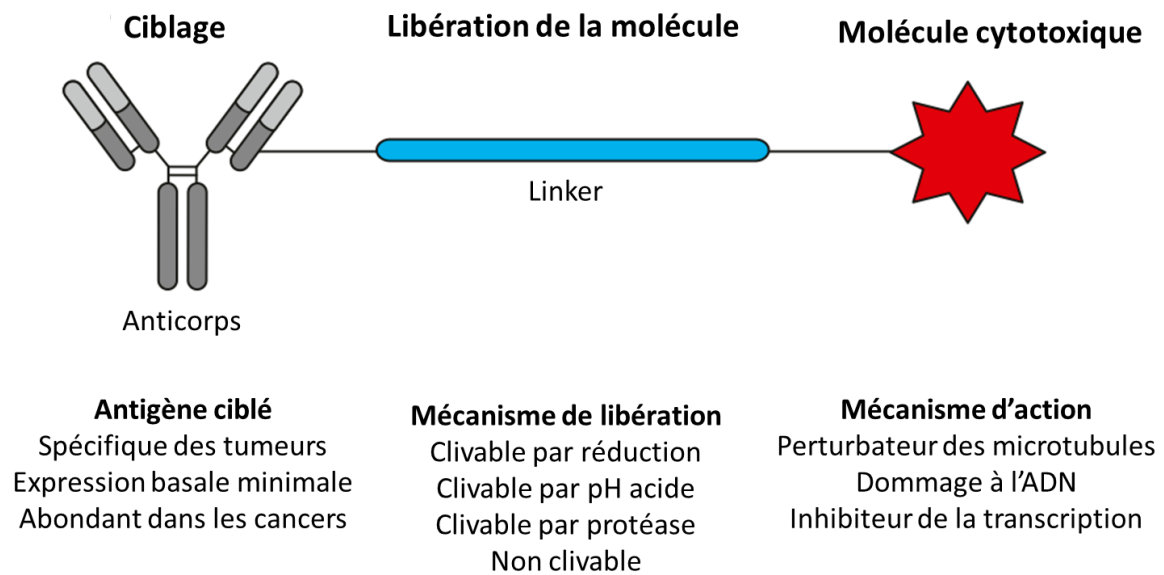 Ciblage
Libération de la molécule
Molécule cytotoxique
Linker
Anticorps
Antigène ciblé
Spécifique des tumeurs
Expression basale minimale
Abondant dans les cancers
Mécanisme de libération
Clivable par réduction
Clivable par pH acide
Clivable par protéase
Non clivable
Mécanisme d’action
Perturbateur des microtubules
Dommage à l’ADN
Inhibiteur de la transcription